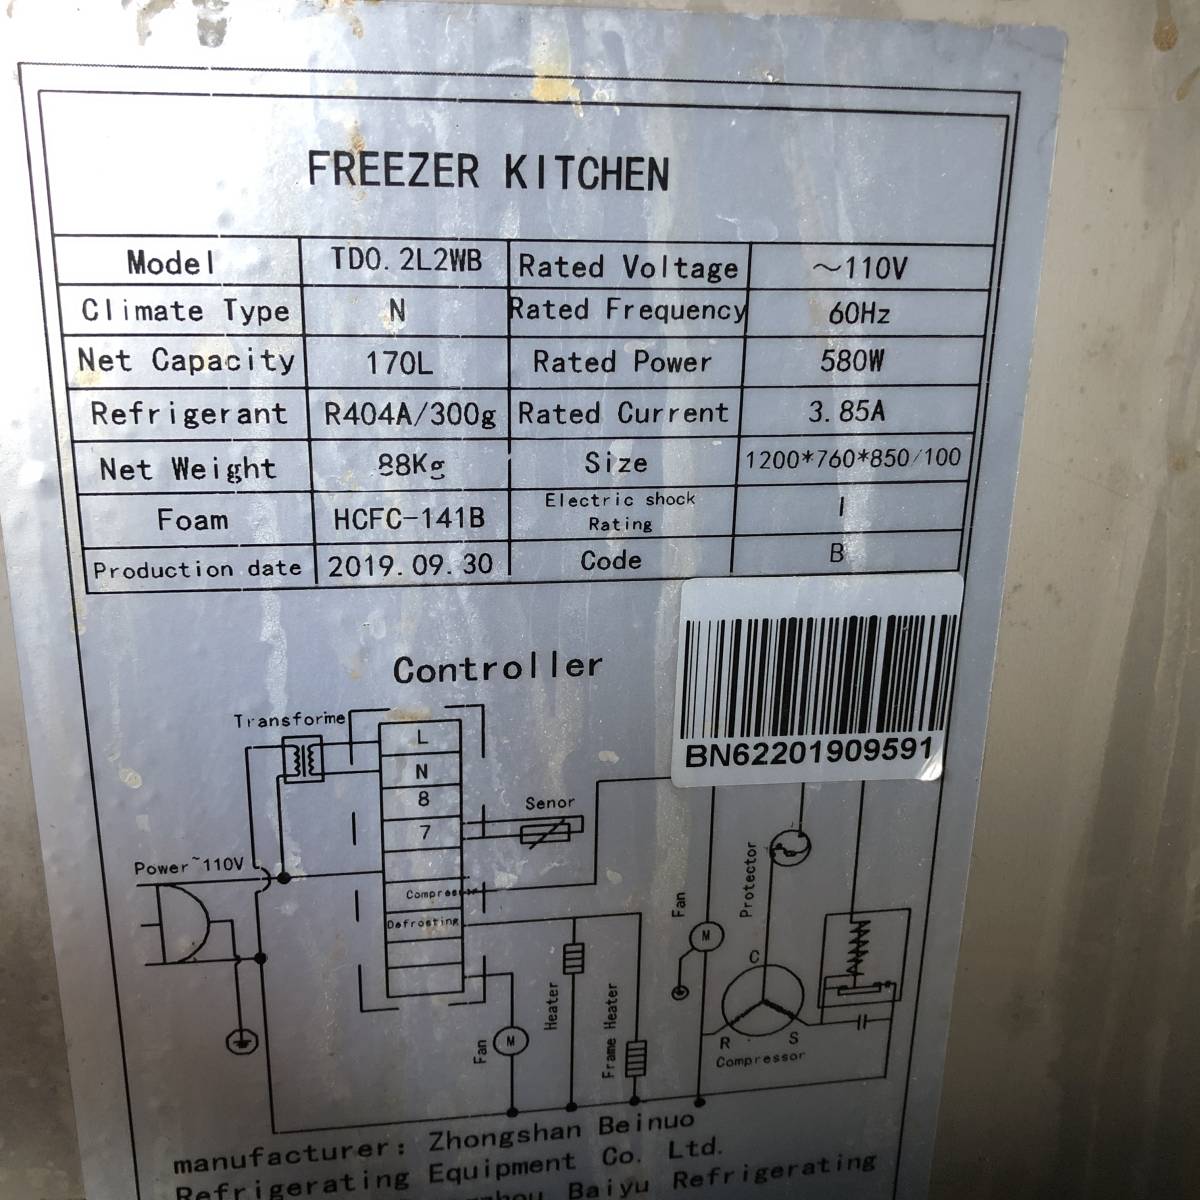 FREEZER KITCHEN
Model TD0.2L2WB Rated Voltage ~110V
Climate Type N Rated Frequency 60Hz
Net Capacity 170L Rated Power 580W
Refrigerant R404A/300g Rated Current 3.85A
Net Weight 88Kg Size 1200*760*850/100
Foam HCFC-141B Electric shock Rating I
Production date 2019.09.30 Code B
Controller
BN62201909591
Transforme
L
N
8
7
Senor
Power~110V
Compressor
Defrosting
Fan
M
Heater
Frame Heater
Fan
M
Protector
C
R
S
Compressor
manufacturer: Zhongshan Beinuo
Refrigerating Equipment Co. Ltd.
Baiyu Refrigerating